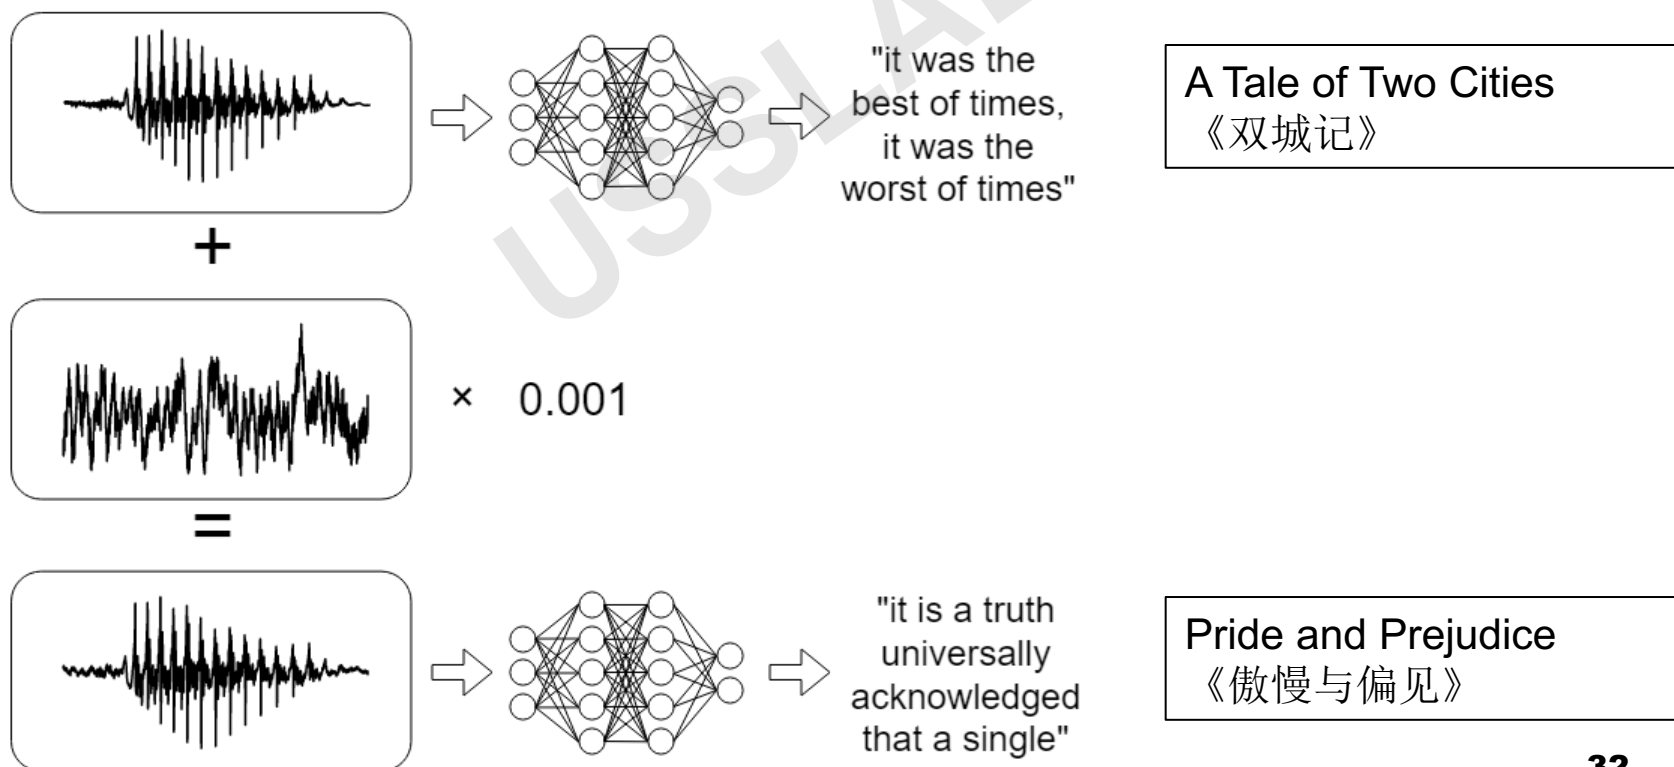 "it was the
best of times,
it was the
worst of times"
A Tale of Two Cities
《双城记》
+
× 0.001
=
"it is a truth
universally
acknowledged
that a single"
Pride and Prejudice
《傲慢与偏见》